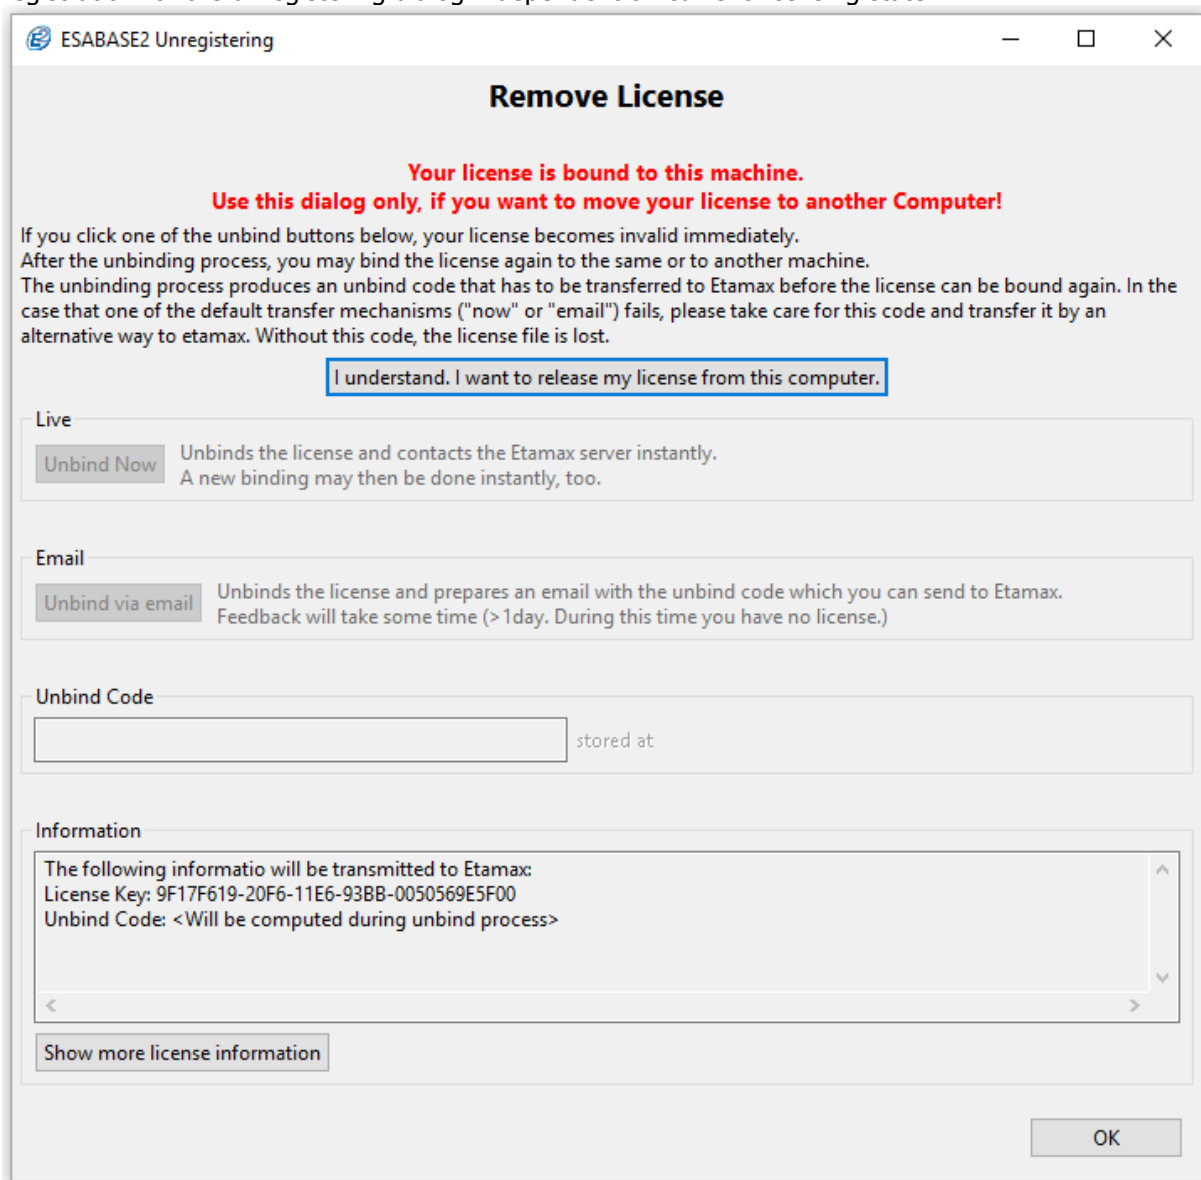 ESABASE2 Unregistering
Remove License
Your license is bound to this machine.
Use this dialog only, if you want to move your license to another Computer!
If you click one of the unbind buttons below, your license becomes invalid immediately.
After the unbinding process, you may bind the license again to the same or to another machine.
The unbinding process produces an unbind code that has to be transferred to Etamax before the license can be bound again. In the
case that one of the default transfer mechanisms ("now" or "email") fails, please take care for this code and transfer it by an
alternative way to etamax. Without this code, the license file is lost.
I understand. I want to release my license from this computer.
Live
Unbind Now
Unbinds the license and contacts the Etamax server instantly.
A new binding may then be done instantly, too.
Email
Unbind via email
Unbinds the license and prepares an email with the unbind code which you can send to Etamax.
Feedback will take some time (>1day. During this time you have no license.)
Unbind Code
stored at
Information
The following informatio will be transmitted to Etamax:
License Key: 9F17F619-20F6-11E6-93BB-0050569E5F00
Unbind Code: <Will be computed during unbind process>
Show more license information
OK